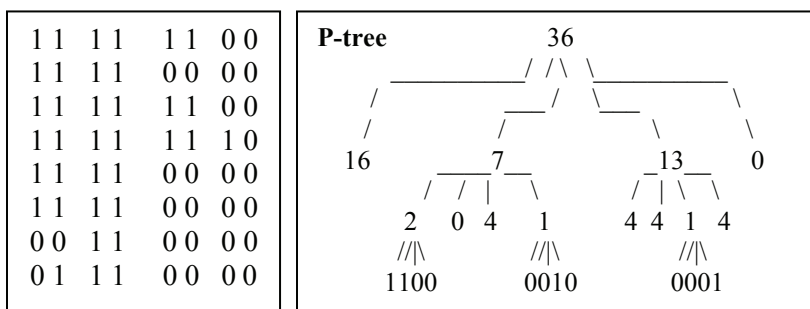 1 1 1 1 1 1 0 0
1 1 1 1 0 0 0 0
1 1 1 1 1 1 0 0
1 1 1 1 1 1 1 0
1 1 1 1 0 0 0 0
1 1 1 1 0 0 0 0
0 0 1 1 0 0 0 0
0 1 1 1 0 0 0 0
P-tree 36
16 7 13 0
2 0 4 1 4 4 1 4
1100 0010 0001